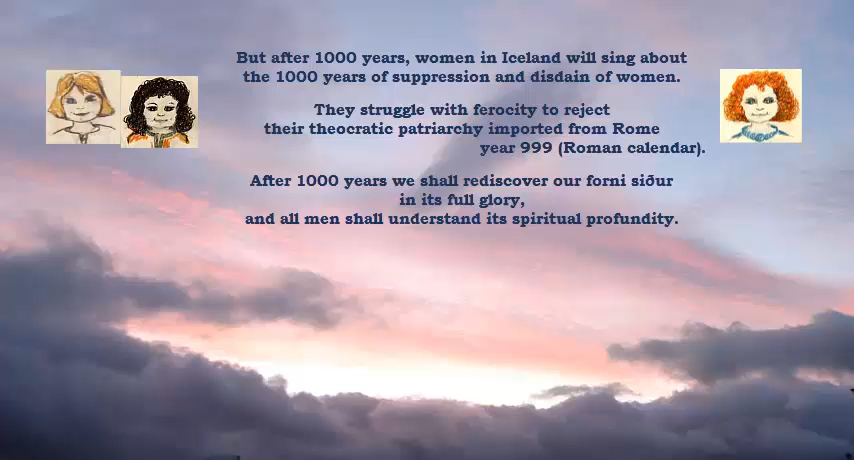 But after 1000 years, women in Iceland will sing about
the 1000 years of suppression and disdain of women.
They struggle with ferocity to reject
their theocratic patriarchy imported from Rome
year 999 (Roman calendar).
After 1000 years we shall rediscover our forni siður
in its full glory,
and all men shall understand its spiritual profundity.